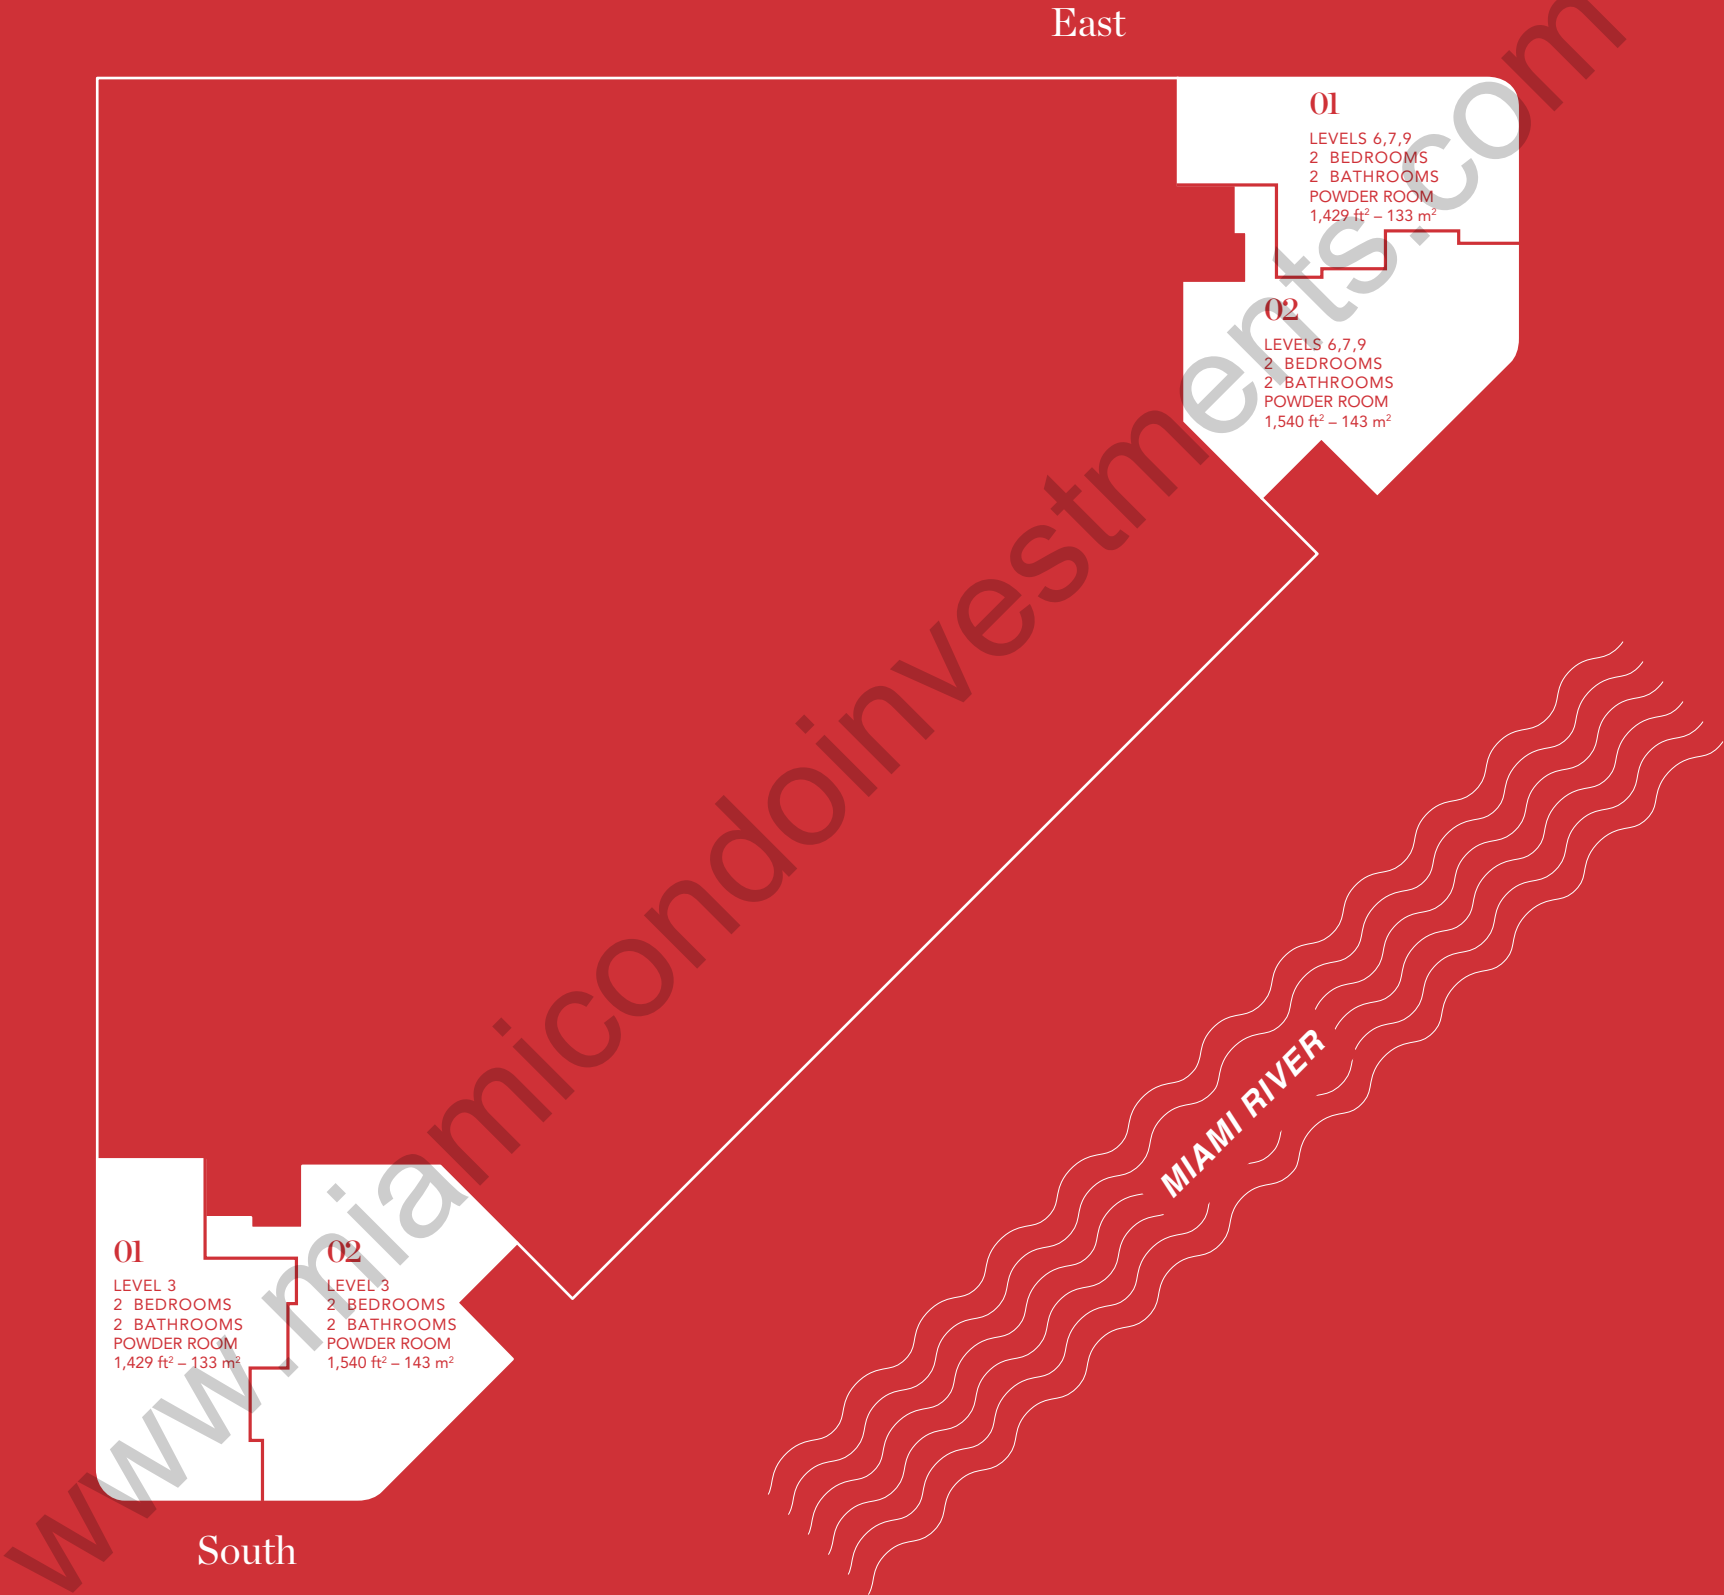 East
01
LEVELS 6,7,9
2 BEDROOMS
2 BATHROOMS
POWDER ROOM
1,429 ft² – 133 m²
02
LEVELS 6,7,9
2 BEDROOMS
2 BATHROOMS
POWDER ROOM
1,540 ft² – 143 m²
MIAMI RIVER
01
LEVEL 3
2 BEDROOMS
2 BATHROOMS
POWDER ROOM
1,429 ft² – 133 m²
02
LEVEL 3
2 BEDROOMS
2 BATHROOMS
POWDER ROOM
1,540 ft² – 143 m²
South
www.miamicondoinvestments.com